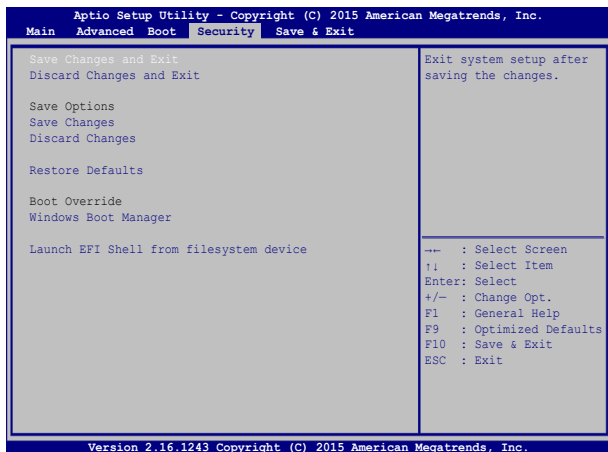 Aptio Setup Utility - Copyright (C) 2015 American Megatrends, Inc.
Main Advanced Boot Security Save & Exit
Save Changes and Exit
Discard Changes and Exit
Save Options
Save Changes
Discard Changes
Restore Defaults
Boot Override
Windows Boot Manager
Launch EFI Shell from filesystem device
Exit system setup after
saving the changes.
→← : Select Screen
↑↓ : Select Item
Enter: Select
+/— : Change Opt.
F1 : General Help
F9 : Optimized Defaults
F10 : Save & Exit
ESC : Exit
Version 2.16.1243 Copyright (C) 2015 American Megatrends, Inc.